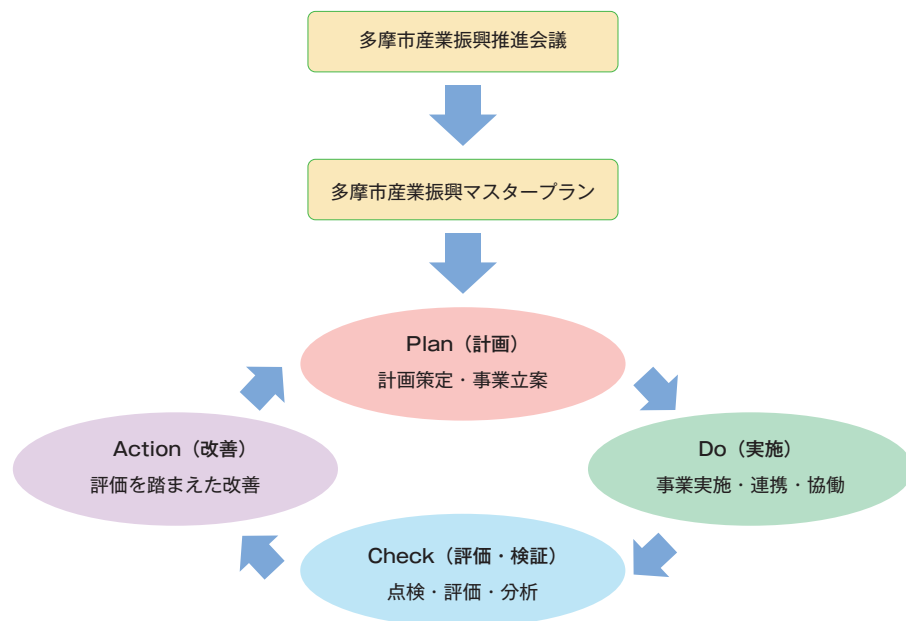 多摩市産業振興推進会議
多摩市産業振興マスタープラン
Plan（計画）
計画策定・事業立案
Action（改善）
評価を踏まえた改善
Do（実施）
事業実施・連携・協働
Check（評価・検証）
点検・評価・分析